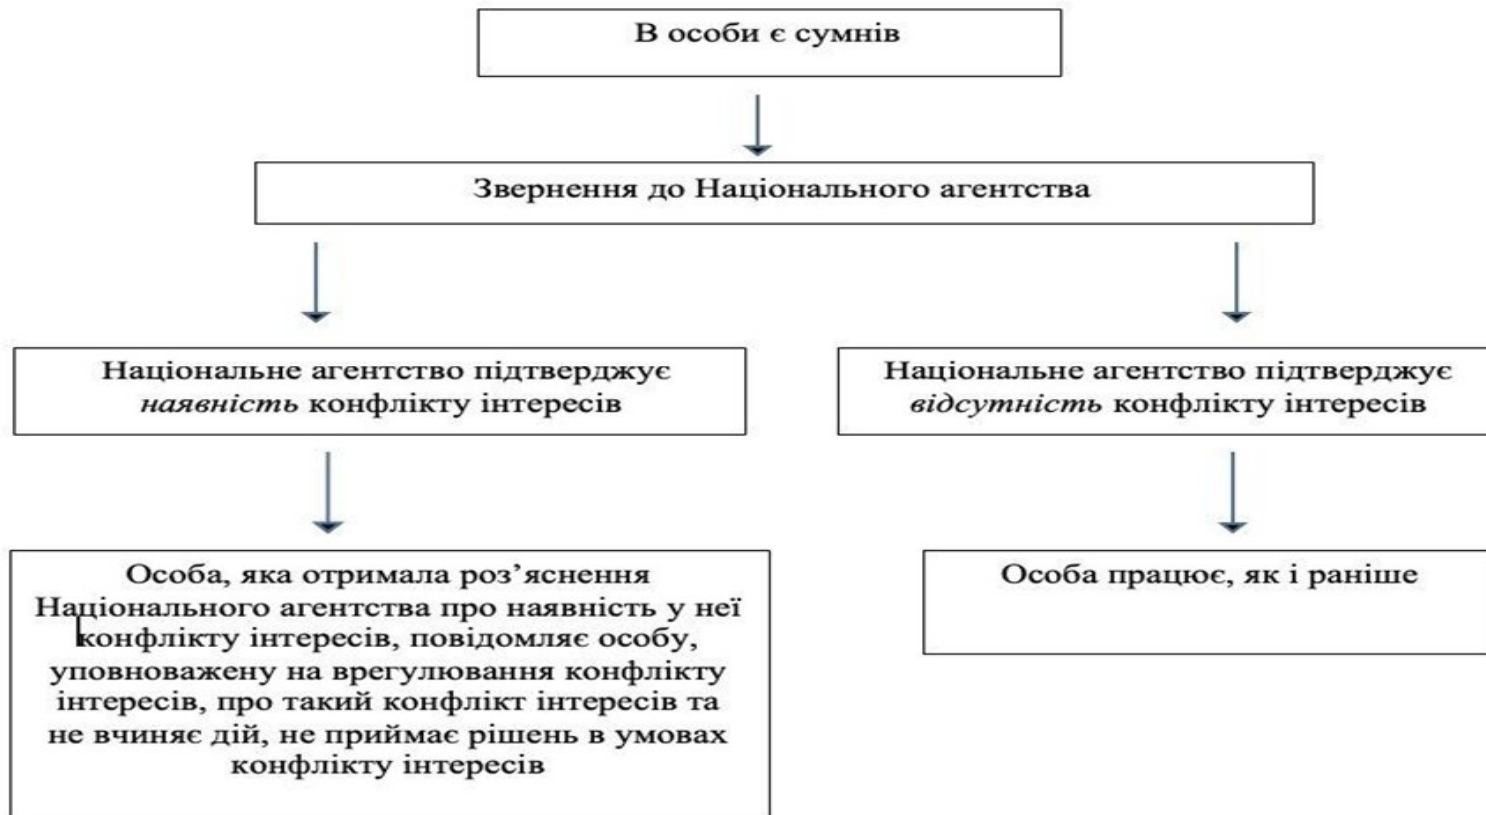 В особи є сумнів
Звернення до Національного агентства
Національне агентство підтверджує
наявність конфлікту інтересів
Національне агентство підтверджує
відсутність конфлікту інтересів
Особа, яка отримала роз’яснення
Національного агентства про наявність у неї
конфлікту інтересів, повідомляє особу,
уповноважену на врегулювання конфлікту
інтересів, про такий конфлікт інтересів та
не вчиняє дій, не приймає рішень в умовах
конфлікту інтересів
Особа працює, як і раніше